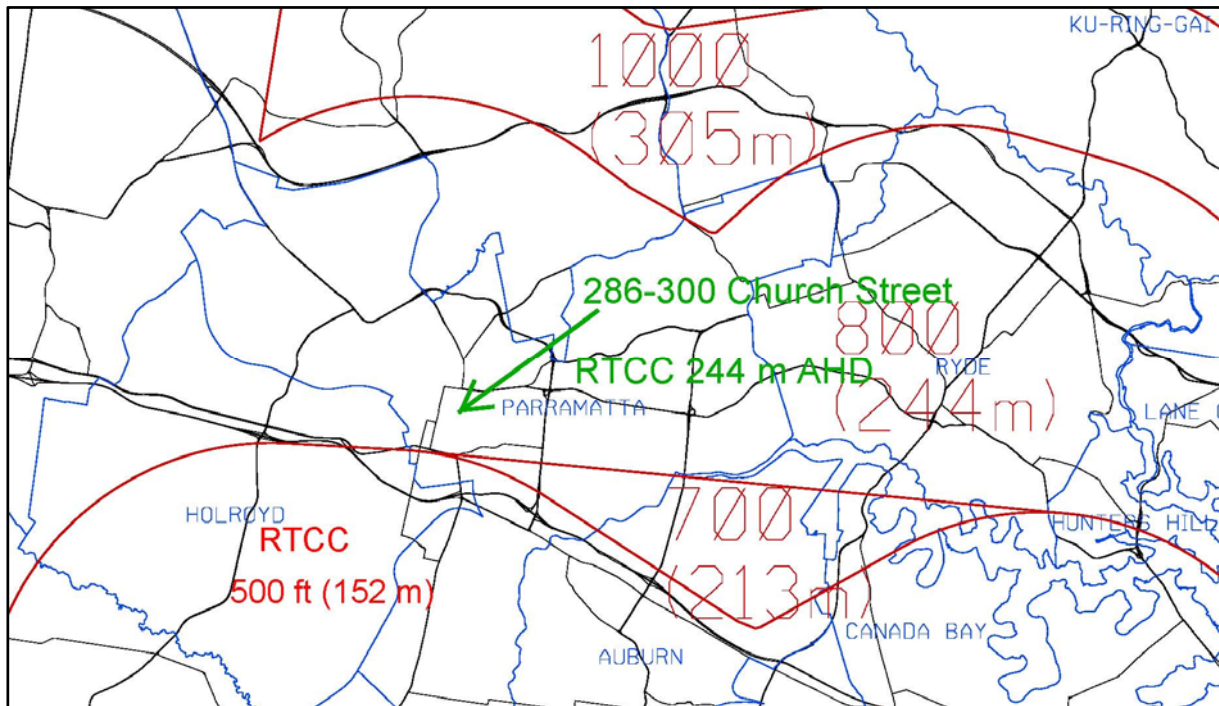 KU-RING-GAI
1000
(305m)
286-300 Church Street
800
RTCC 244 m AHD
RYDE
(244m)
PARRAMATTA
LANE C
700
HOLROYD
HUNTERS HILL
RTCC
500 ft (152 m)
(213m)
CANADA BAY
AUBURN